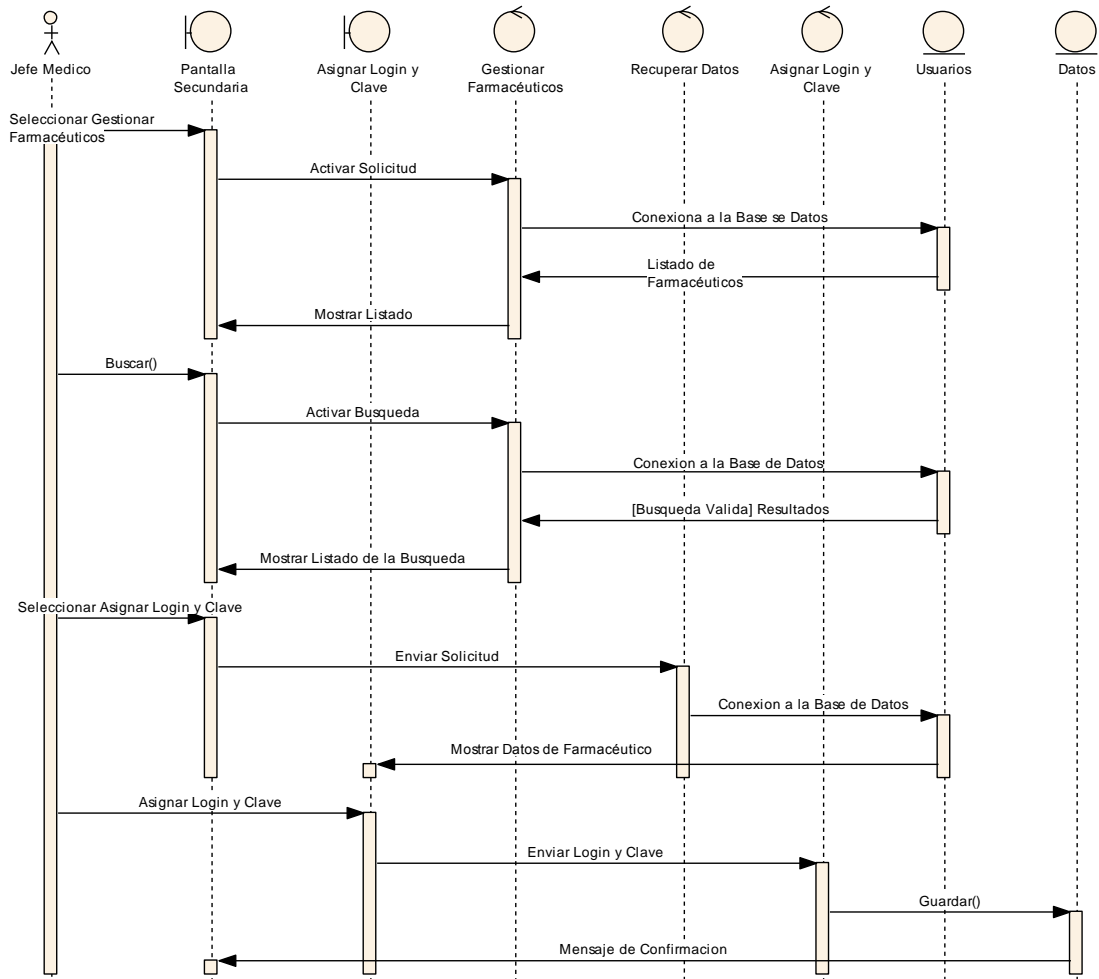 Jefe Medico
Pantalla
Secundaria
Asignar Login y
Clave
Gestionar
Farmacéuticos
Recuperar Datos
Asignar Login y
Clave
Usuarios
Datos
Seleccionar Gestionar
Farmacéuticos
Activar Solicitud
Conexiona a la Base se Datos
Listado de
Farmacéuticos
Mostrar Listado
Buscar()
Activar Busqueda
Conexion a la Base de Datos
[Busqueda Valida] Resultados
Mostrar Listado de la Busqueda
Seleccionar Asignar Login y Clave
Enviar Solicitud
Conexion a la Base de Datos
Mostrar Datos de Farmacéutico
Asignar Login y Clave
Enviar Login y Clave
Guardar()
Mensaje de Confirmacion